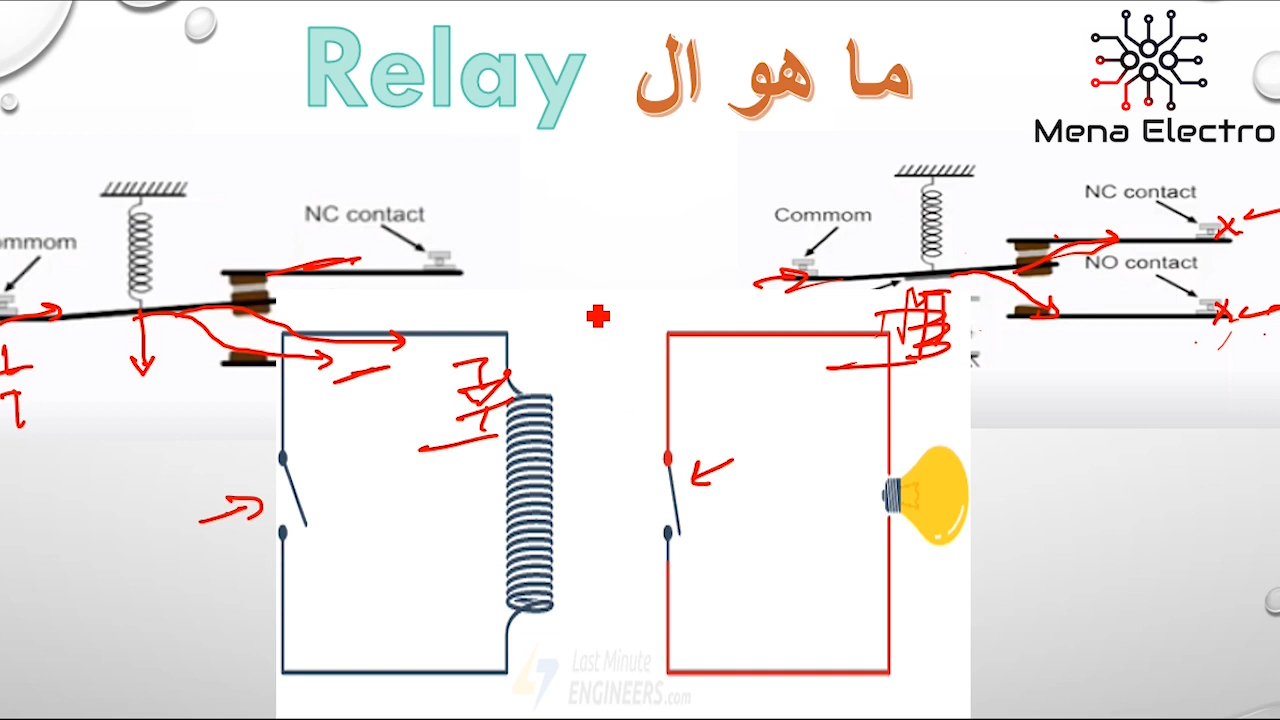 ما هو ال Relay
Mena Electro
NC contact
ommom
NC contact
Commom
NO contact
Last Minute
ENGINEERS.com